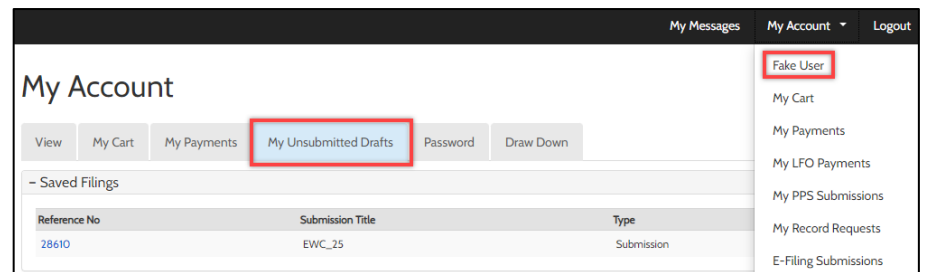 My Messages My Account Logout
Fake User
My Cart
My Payments
My LFO Payments
My PPS Submissions
My Record Requests
E-Filing Submissions
My Account
View My Cart My Payments My Unsubmitted Drafts Password Draw Down
– Saved Filings
Reference No Submission Title Type
28610 EWC_25 Submission